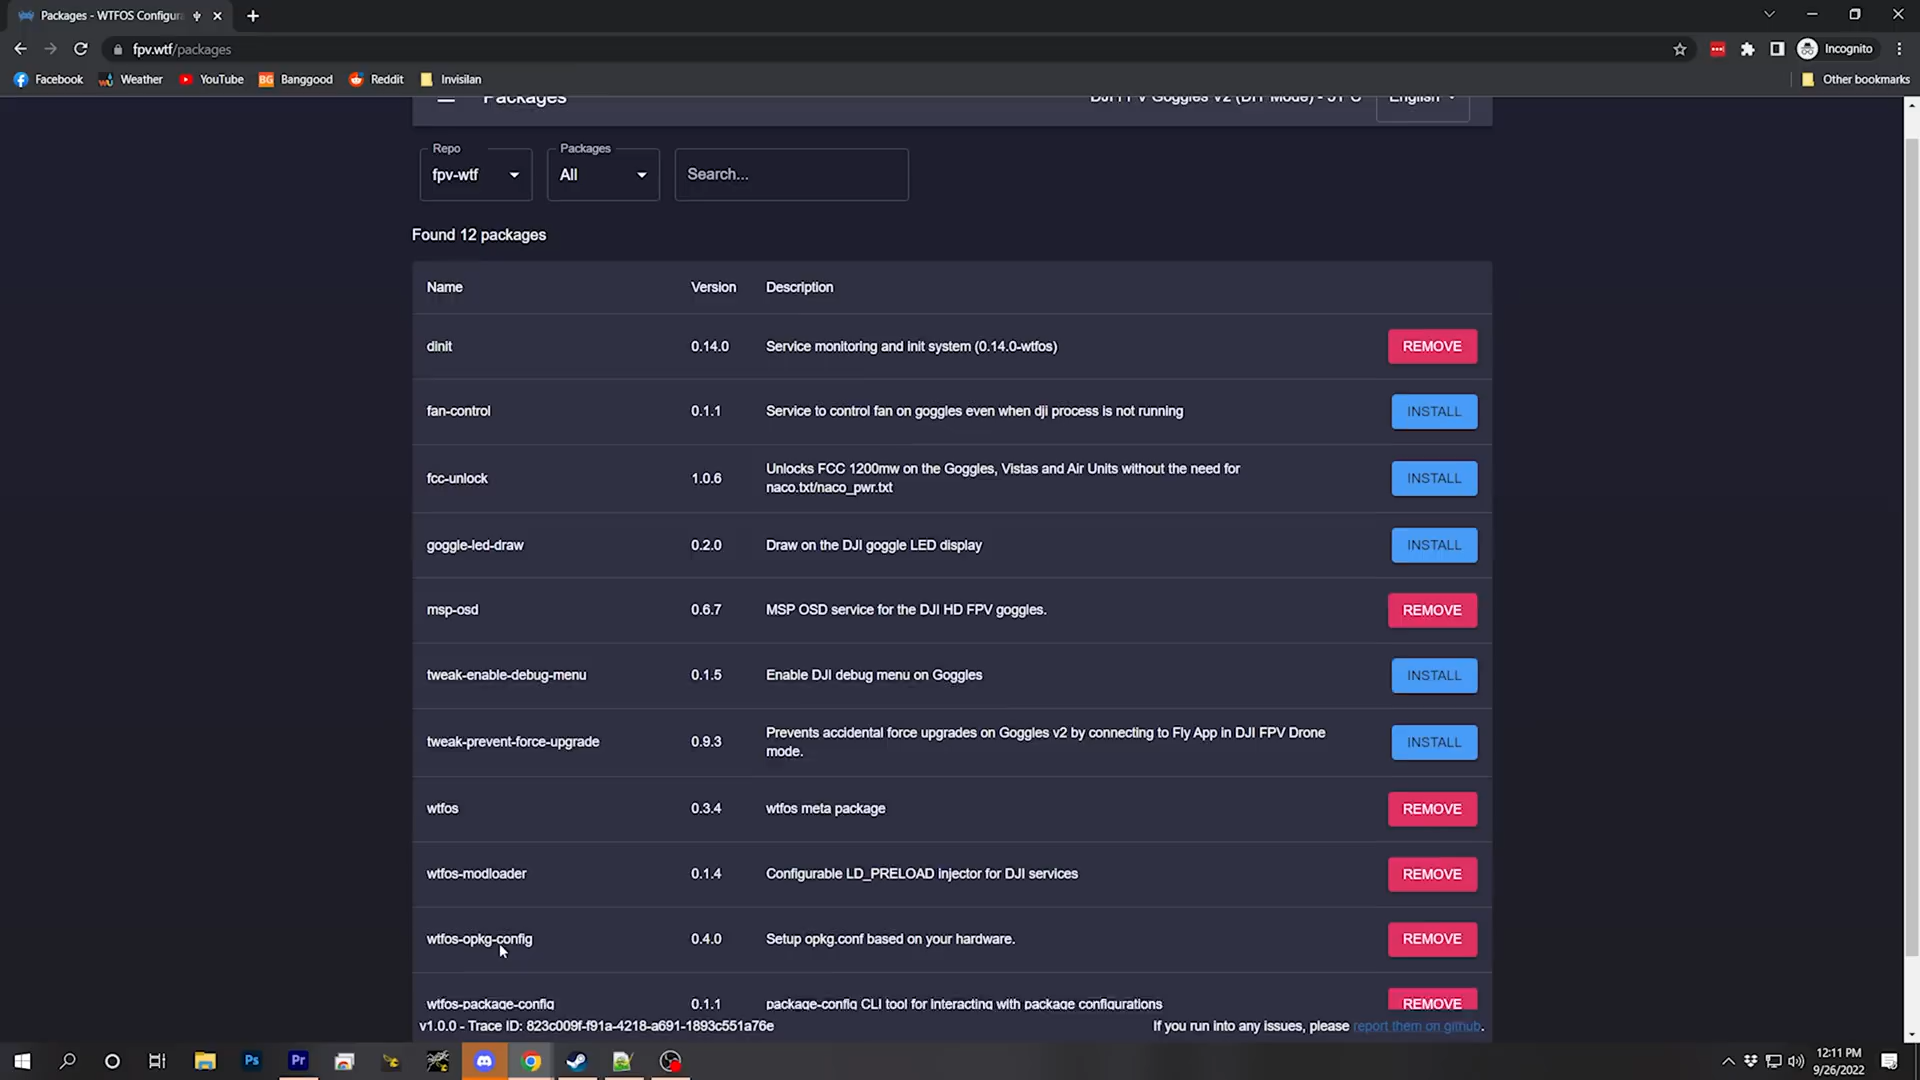 Packages - WTFOS Configura
fpv.wtf/packages
Incognito
Facebook
Weather
BG Banggood
YouTube
Reddit
Invisilan
Other bookmarks
Packages
DJI FPV Goggles V2 (DIY Mode) - 51°C
English
Repo
fpv-wtf
Packages
All
Search...
Found 12 packages
Name Version Description
dinit 0.14.0 Service monitoring and init system (0.14.0-wtfos) REMOVE
fan-control 0.1.1 Service to control fan on goggles even when dji process is not running INSTALL
fcc-unlock 1.0.6 Unlocks FCC 1200mw on the Goggles, Vistas and Air Units without the need for
naco.txt/naco_pwr.txt
INSTALL
goggle-led-draw 0.2.0 Draw on the DJI goggle LED display INSTALL
msp-osd 0.6.7 MSP OSD service for the DJI HD FPV goggles. REMOVE
tweak-enable-debug-menu 0.1.5 Enable DJI debug menu on Goggles INSTALL
tweak-prevent-force-upgrade 0.9.3 Prevents accidental force upgrades on Goggles v2 by connecting to Fly App in DJI FPV Drone
mode.
INSTALL
wtfos 0.3.4 wtfos meta package REMOVE
wtfos-modloader 0.1.4 Configurable LD_PRELOAD injector for DJI services REMOVE
wtfos-opkg-config 0.4.0 Setup opkg.conf based on your hardware. REMOVE
wtfos-package-config 0.1.1 package-config CLI tool for interacting with package configurations REMOVE
v1.0.0 - Trace ID: 823c009f-f91a-4218-a691-1893c551a76e
If you run into any issues, please report them on github.
Ps
Pr
12:11 PM
9/26/2022